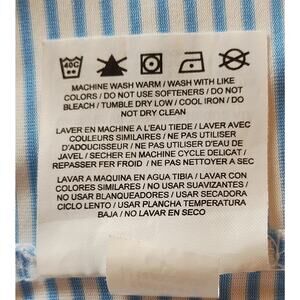 40C
MACHINE WASH WARM / WASH WITH LIKE
COLORS / DO NOT USE SOFTENERS / DO NOT
BLEACH / TUMBLE DRY LOW / COOL IRON / DO
NOT DRY CLEAN
LAVER EN MACHINE A L'EAU TIEDE / LAVER AVEC
COULEURS SIMILAIRES / NE PAS UTILISER
D'ADOUCISSEUR / NE PAS UTILISER D'EAU DE
JAVEL / SECHER EN MACHINE CYCLE DELICAT /
REPASSER FER FROID / NE PAS NETTOYER A SEC
LAVAR A MAQUINA EN AGUA TIBIA / LAVAR CON
COLORES SIMILARES / NO USAR SUAVIZANTES /
NO USAR BLANQUEADORES / USAR SECADORA
CICLO LENTO / USAR PLANCHA TEMPERATURA
BAJA / NO LAVAR EN SECO